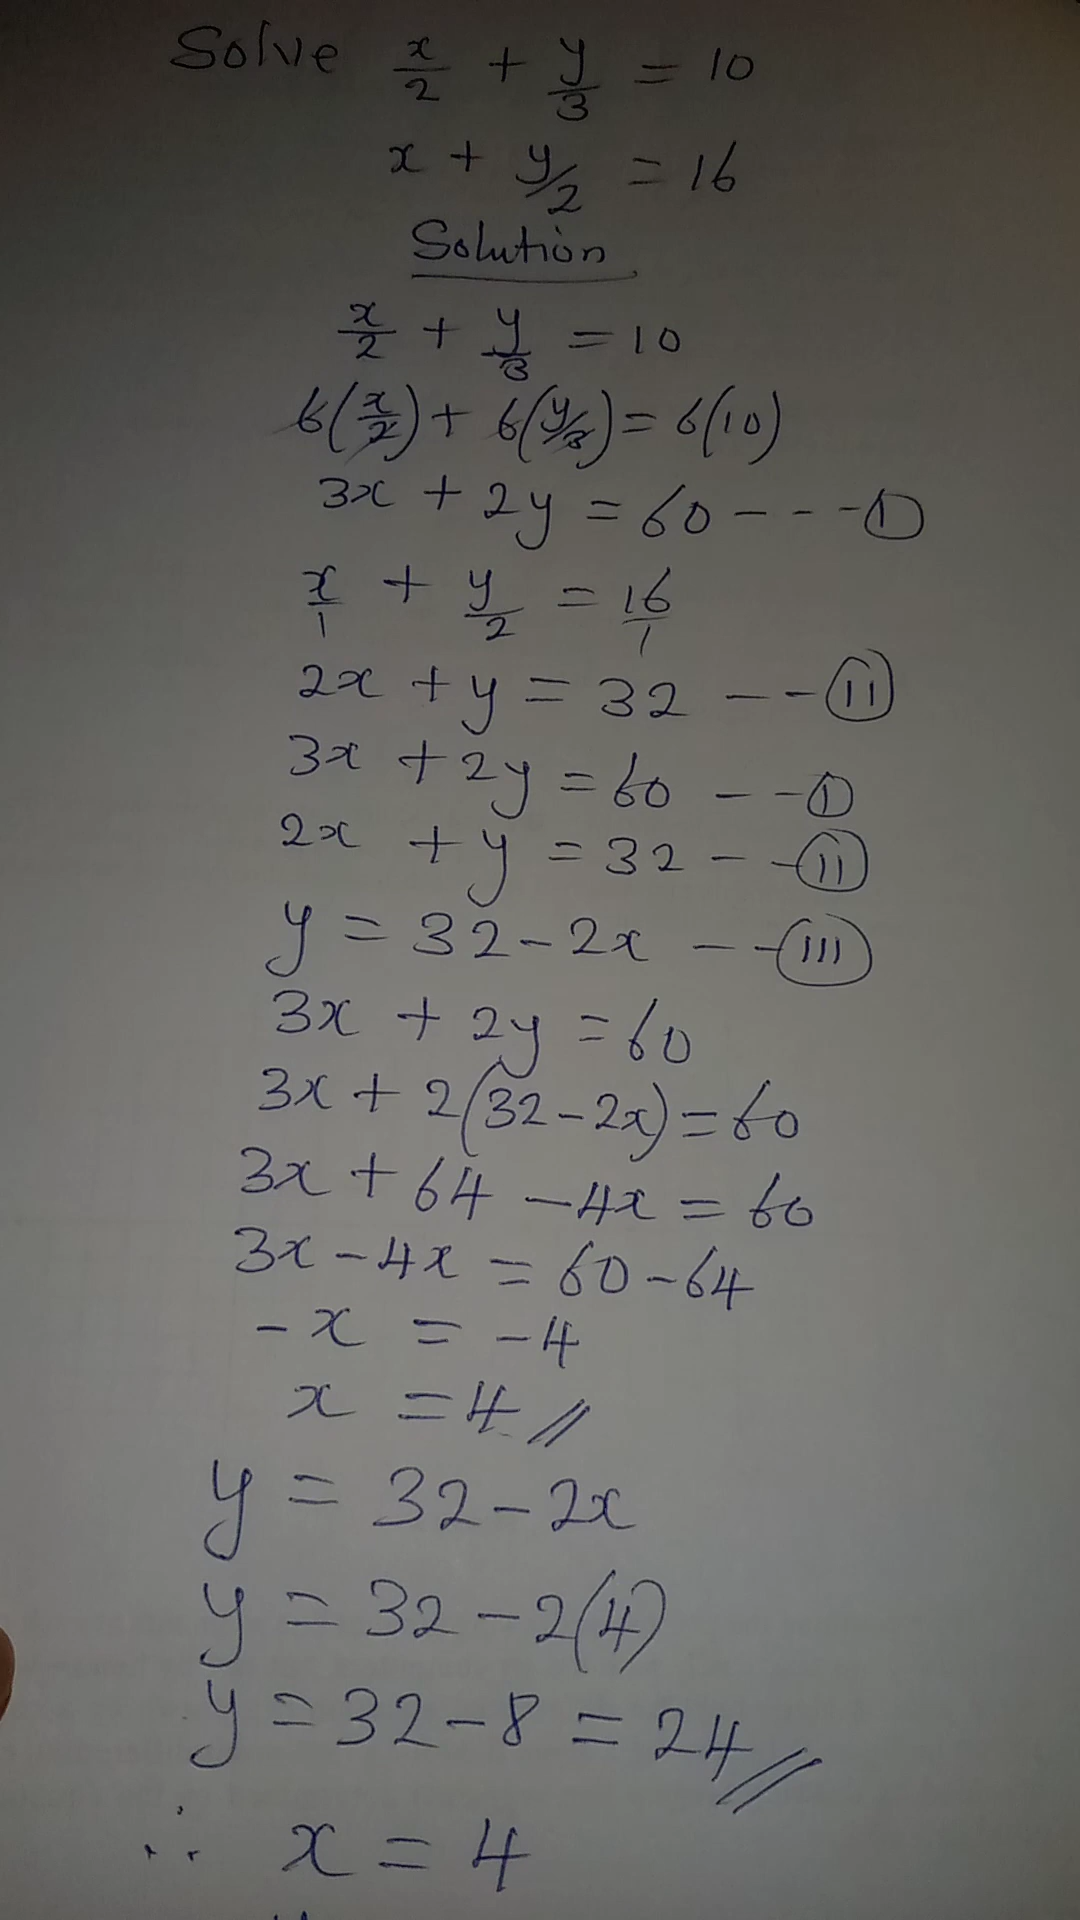 Solve x/2 + y/3 = 10
x + y/2 = 16
Solution
x/2 + y/3 = 10
6(x/2) + 6(y/3) = 6(10)
3x + 2y = 60 --- (I)
x/1 + y/2 = 16/1
2x + y = 32 -- (II)
3x + 2y = 60 -- (I)
2x + y = 32 -- (II)
y = 32 - 2x -- (III)
3x + 2y = 60
3x + 2(32 - 2x) = 60
3x + 64 - 4x = 60
3x - 4x = 60 - 64
- x = - 4
x = 4 //
y = 32 - 2x
y = 32 - 2(4)
y = 32 - 8 = 24 //
∴ x = 4